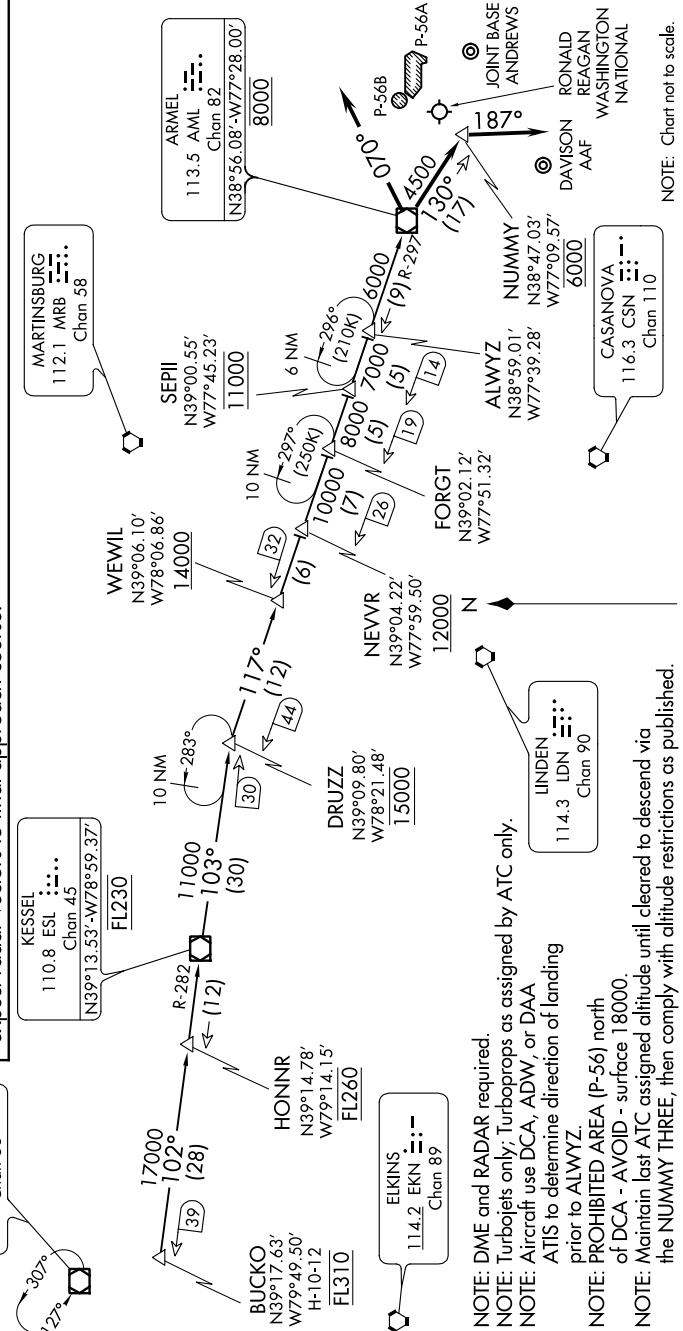 ARMEL
113.5 AML
Chan 82
N38°56.08'-W77°28.00'
8000
P-56B
P-56A
070°
JOINT BASE
ANDREWS
RONALD
REAGAN
WASHINGTON
NATIONAL
187°
DAVISON
AAF
NOTE: Chart not to scale.
4500
130°
(17)
NUMMY
N38°47.03'
W77°09.57'
6000
MARTINSBURG
112.1 MRB
Chan 58
CASANOVA
116.3 CSN
Chan 110
6000
R-297
(9)
6 NM
296°
(210K)
SEPII
N39°00.55'
W77°45.23'
11000
7000
(5)
14
ALWYZ
N38°59.01'
W77°39.28'
10 NM
297°
(250K)
8000
(5)
19
FORGT
N39°02.12'
W77°51.32'
10000
(7)
26
WEWIL
N39°06.10'
W78°06.86'
14000
32
(6)
NEVVR
N39°04.22'
W77°59.50'
12000
N
117°
(12)
44
10 NM
283°
30
DRUZZ
N39°09.80'
W78°21.48'
15000
LINDEN
114.3 LDN
Chan 90
KESSEL
110.8 ESL
Chan 45
N39°13.53'-W78°59.37'
FL230
11000
103°
(30)
R-282
(12)
HONNR
N39°14.78'
W79°14.15'
FL260
17000
102°
(28)
39
BUCKO
N39°17.63'
W79°49.50'
H-10-12
FL310
ELKINS
114.2 EKN
Chan 89
307°
127°
NOTE: DME and RADAR required.
NOTE: Turbojets only; Turboprops as assigned by ATC only.
NOTE: Aircraft use DCA, ADW, or DAA
ATIS to determine direction of landing
prior to ALWYZ.
NOTE: PROHIBITED AREA (P-56) north
of DCA - AVOID - surface 18000.
NOTE: Maintain last ATC assigned altitude until cleared to descend via
the NUMMY THREE, then comply with altitude restrictions as published.